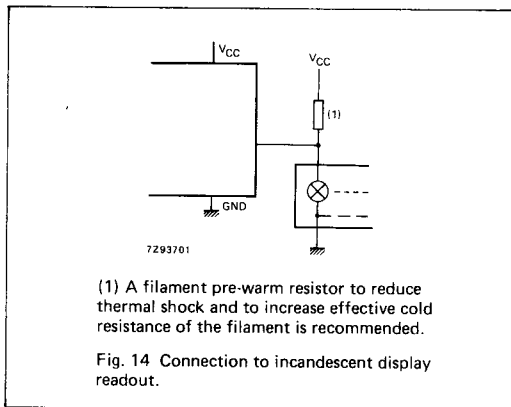 VCC
VCC
(1)
GND
7Z93701
(1) A filament pre-warm resistor to reduce
thermal shock and to increase effective cold
resistance of the filament is recommended.
Fig. 14 Connection to incandescent display
readout.